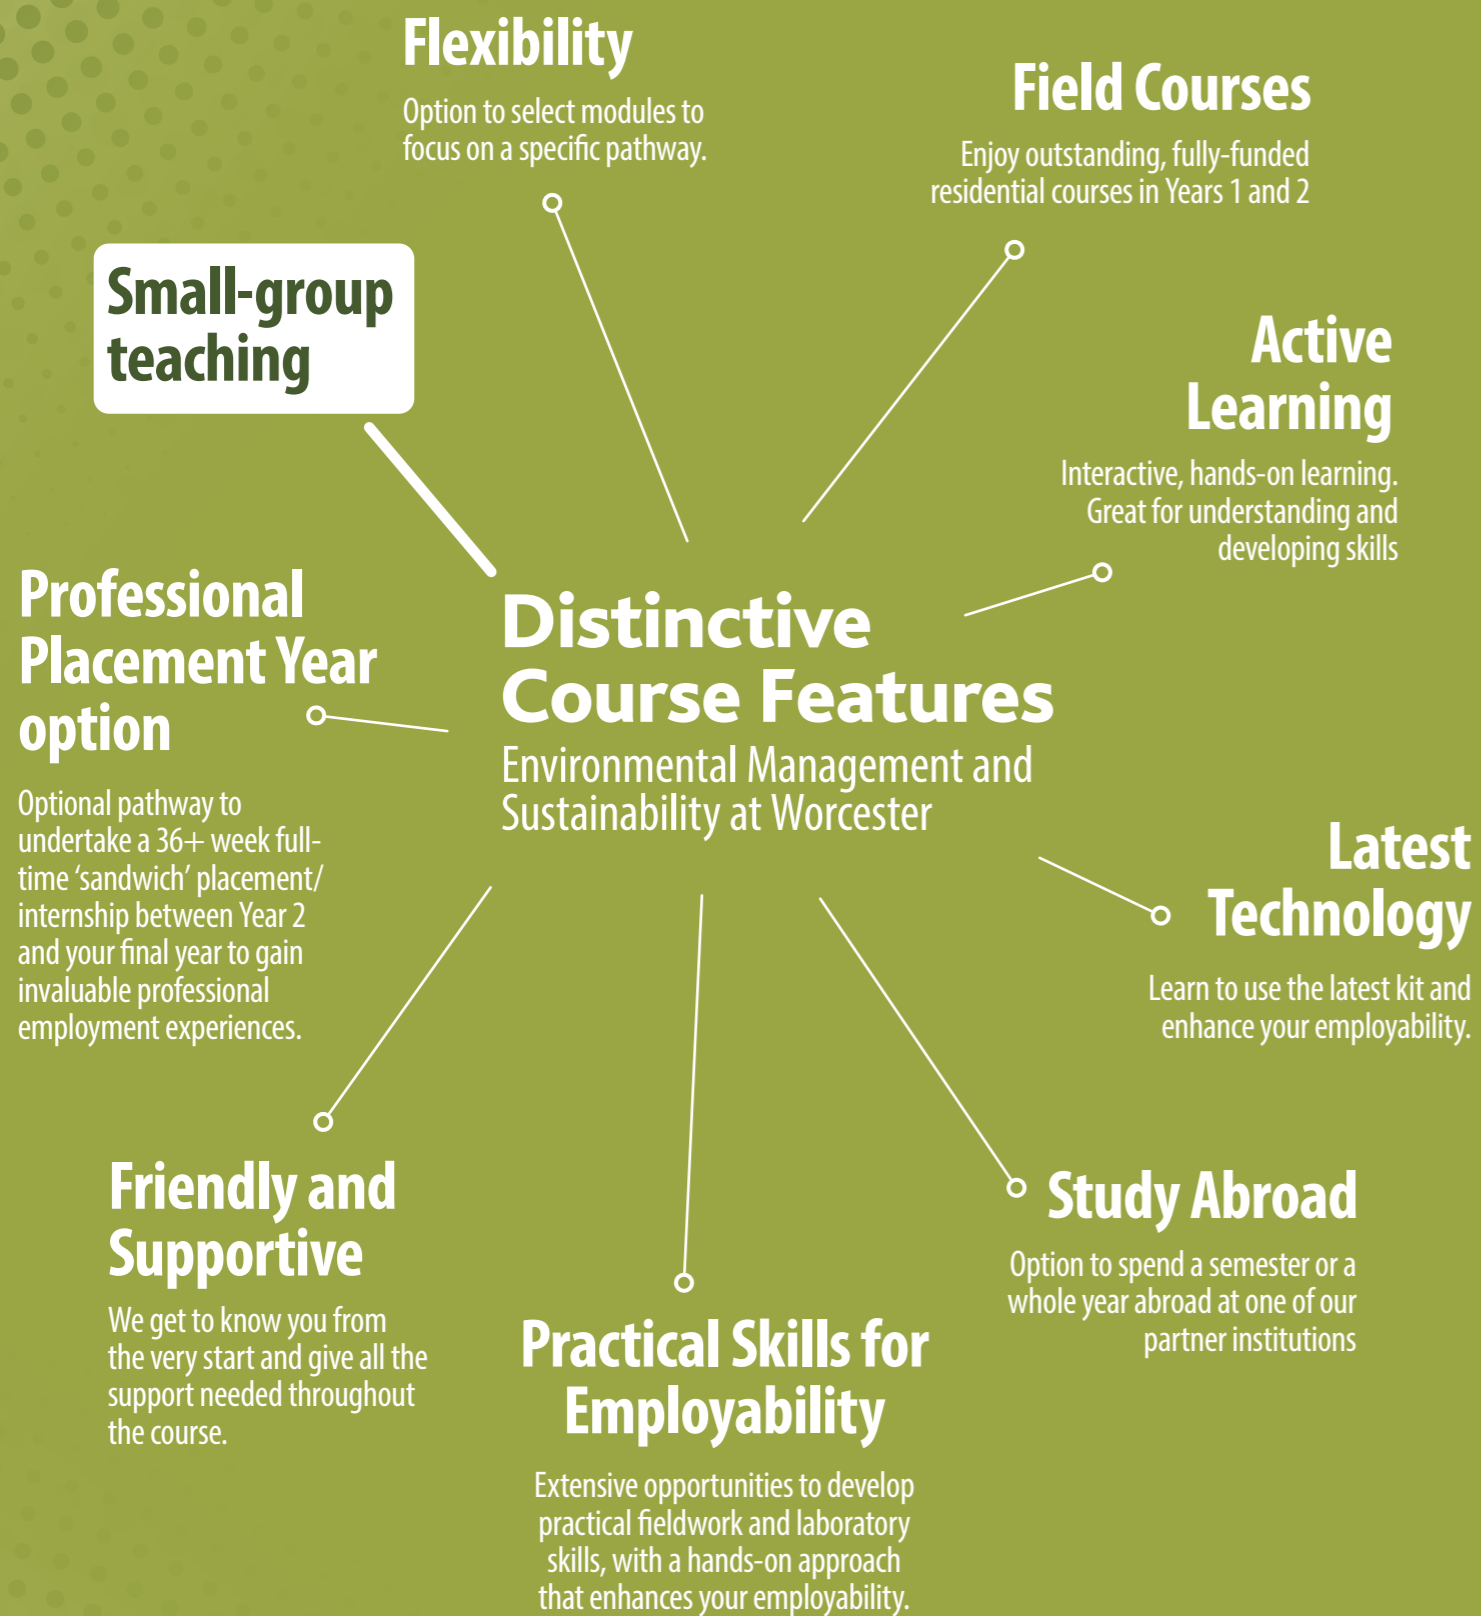 Flexibility
Option to select modules to
focus on a specific pathway.
Field Courses
Enjoy outstanding, fully-funded
residential courses in Years 1 and 2
Small-group
teaching
Active
Learning
Interactive, hands-on learning.
Great for understanding and
developing skills
Professional
Placement Year
option
Optional pathway to
undertake a 36+ week full-
time ‘sandwich’ placement/
internship between Year 2
and your final year to gain
invaluable professional
employment experiences.
Distinctive
Course Features
Environmental Management and
Sustainability at Worcester
Latest
Technology
Learn to use the latest kit and
enhance your employability.
Friendly and
Supportive
We get to know you from
the very start and give all the
support needed throughout
the course.
Practical Skills for
Employability
Extensive opportunities to develop
practical fieldwork and laboratory
skills, with a hands-on approach
that enhances your employability.
Study Abroad
Option to spend a semester or a
whole year abroad at one of our
partner institutions